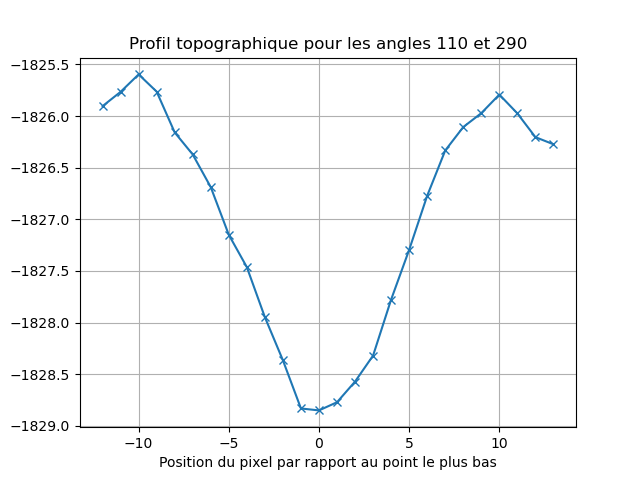 Profil topographique pour les angles 110 et 290
−1825.5
−1826.0
−1826.5
−1827.0
−1827.5
−1828.0
−1828.5
−1829.0
−10 −5 0 5 10
Position du pixel par rapport au point le plus bas